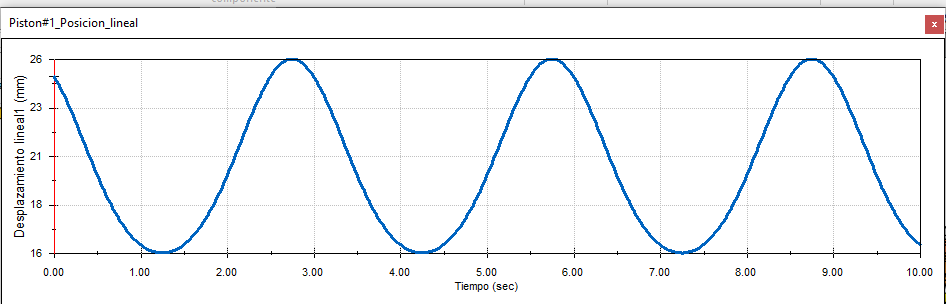 componente
Piston#1_Posicion_lineal
x
Desplazamiento lineal1 (mm)
26
23
21
18
16
0.00 1.00 2.00 3.00 4.00 5.00 6.00 7.00 8.00 9.00 10.00
Tiempo (sec)